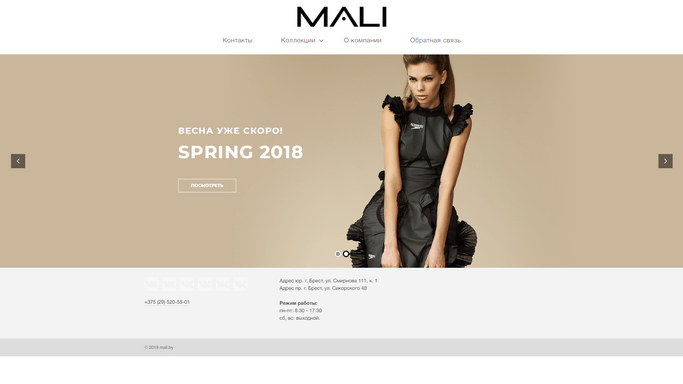 MALI
Контакты Коллекции О компании Обратная связь
ВЕСНА УЖЕ СКОРО!
SPRING 2018
ПОСМОТРЕТЬ
speedo
Адрес юр. г. Брест, ул. Смирнова 111, к. 1
Адрес пр. г. Брест, ул. Сикорского 48
+375 (29) 520-55-01
Режим работы:
пн-пт: 8.30 - 17.30
сб, вс: выходной.
© 2018 mali.by